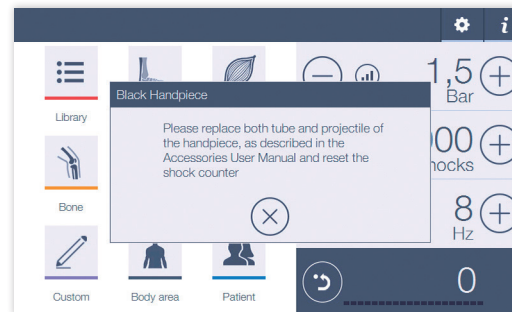 i
Library
Bone
Custom
Body area
Patient
Black Handpiece
Please replace both tube and projectile of
the handpiece, as described in the
Accessories User Manual and reset the
shock counter
1,5
Bar
00
hocks
8
Hz
0